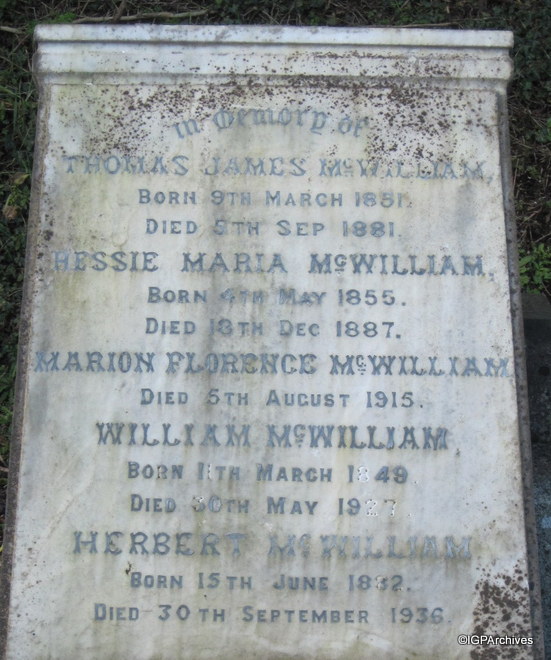 In Memory of
THOMAS JAMES McWILLIAM.
BORN 9TH MARCH 1851.
DIED 5TH SEP 1881.
HESSIE MARIA McWILLIAM.
BORN 4TH MAY 1855.
DIED 18TH DEC 1887.
MARION FLORENCE McWILLIAM
DIED 5TH AUGUST 1915.
WILLIAM McWILLIAM
BORN 11TH MARCH 1849.
DIED 30TH MAY 1927.
HERBERT McWILLIAM
BORN 15TH JUNE 1882.
DIED 30TH SEPTEMBER 1936.
©IGPArchives